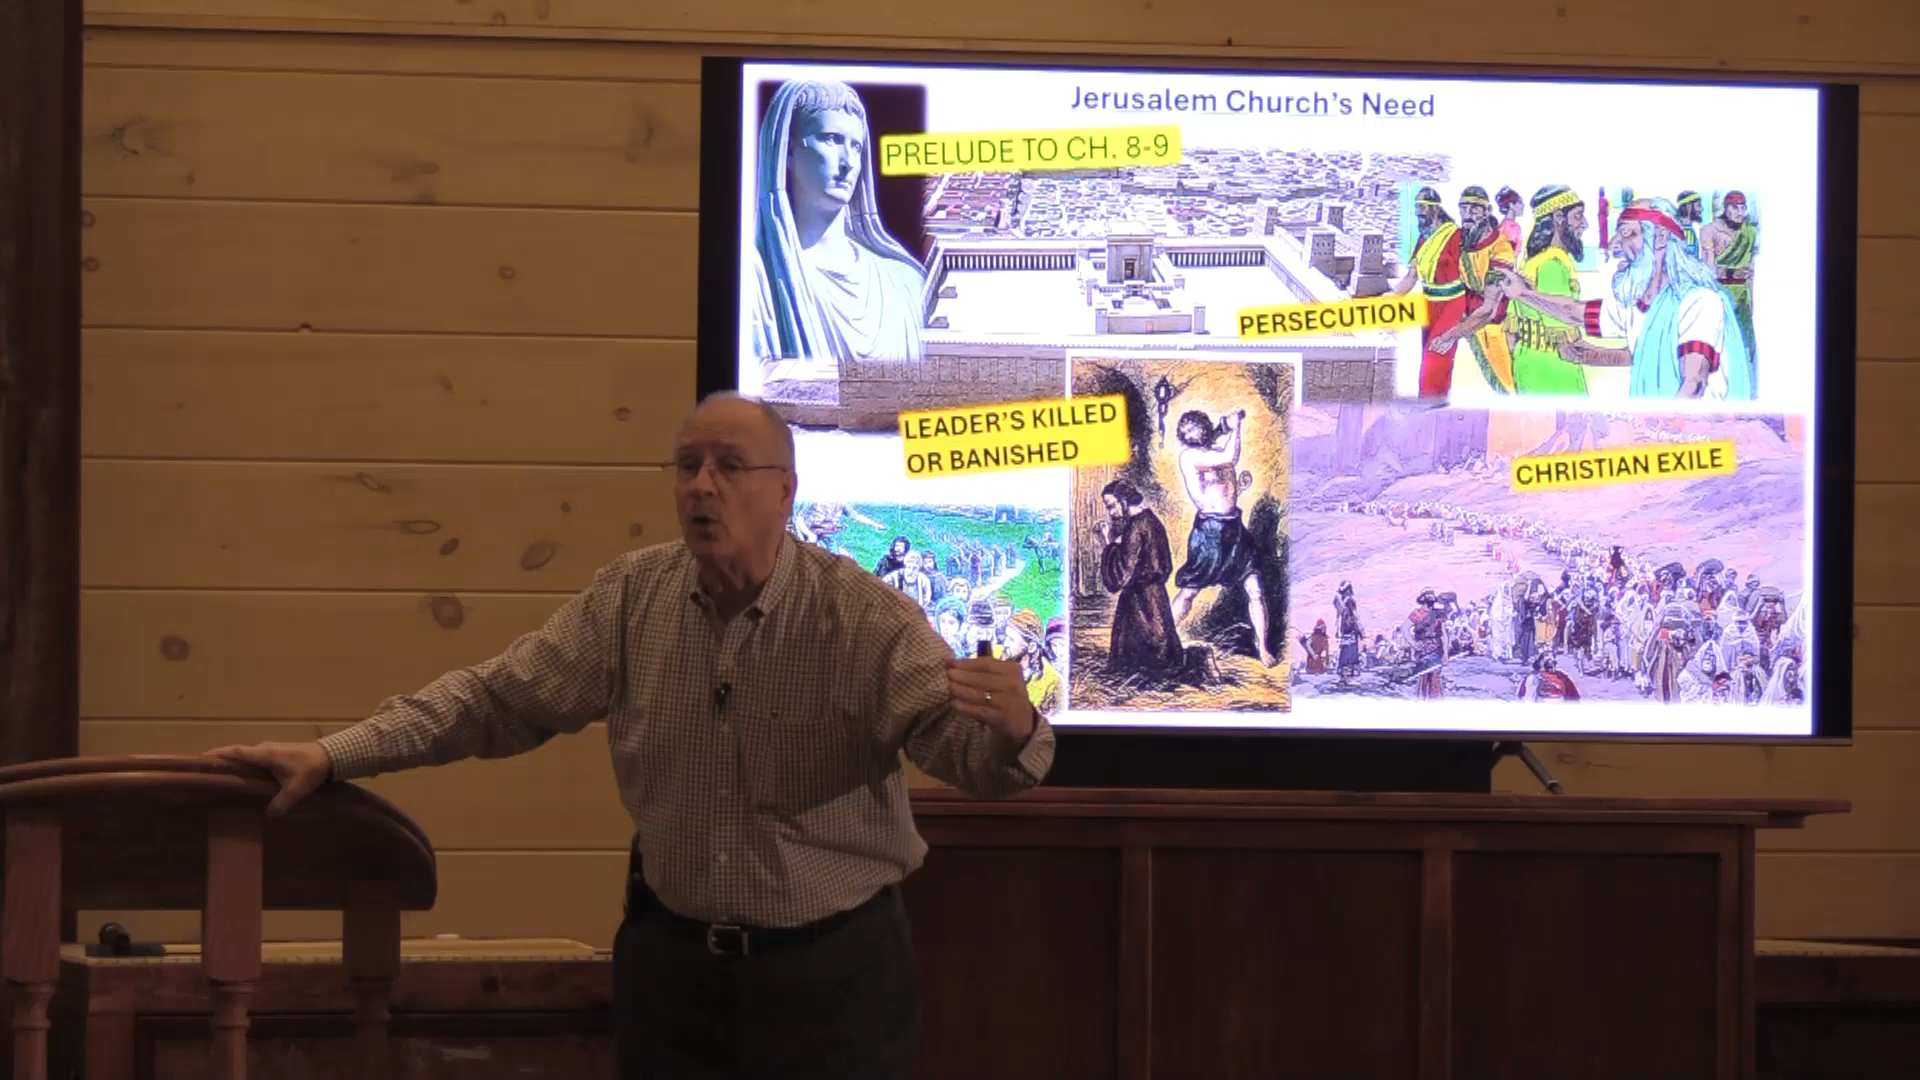 Jerusalem Church's Need
PRELUDE TO CH. 8-9
PERSECUTION
LEADER'S KILLED
OR BANISHED
CHRISTIAN EXILE